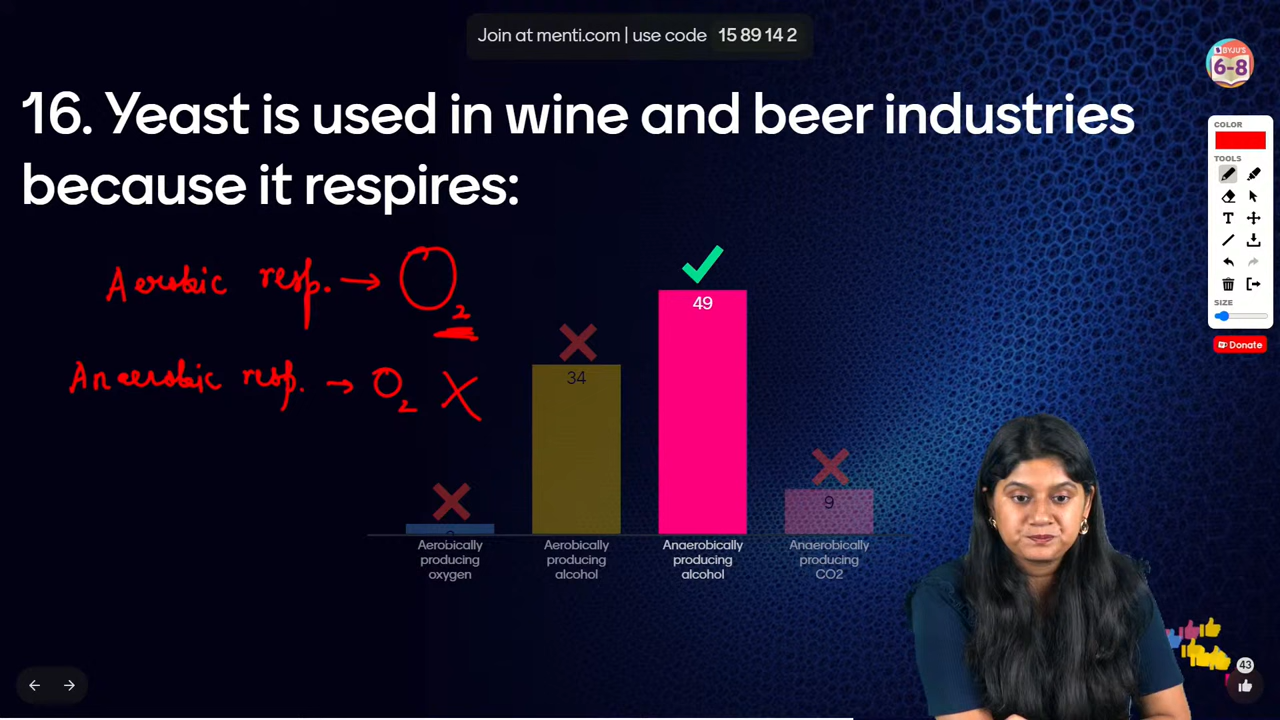 Join at menti.com | use code 15 89 14 2
BYJU'S
6-8
16. Yeast is used in wine and beer industries
because it respires:
COLOR
TOOLS
T
SIZE
Donate
Aerobic resp. → O2
Anaerobic resp. → O2 X
49
34
9
Aerobically
producing
oxygen
Aerobically
producing
alcohol
Anaerobically
producing
alcohol
Anaerobically
producing
CO2
43